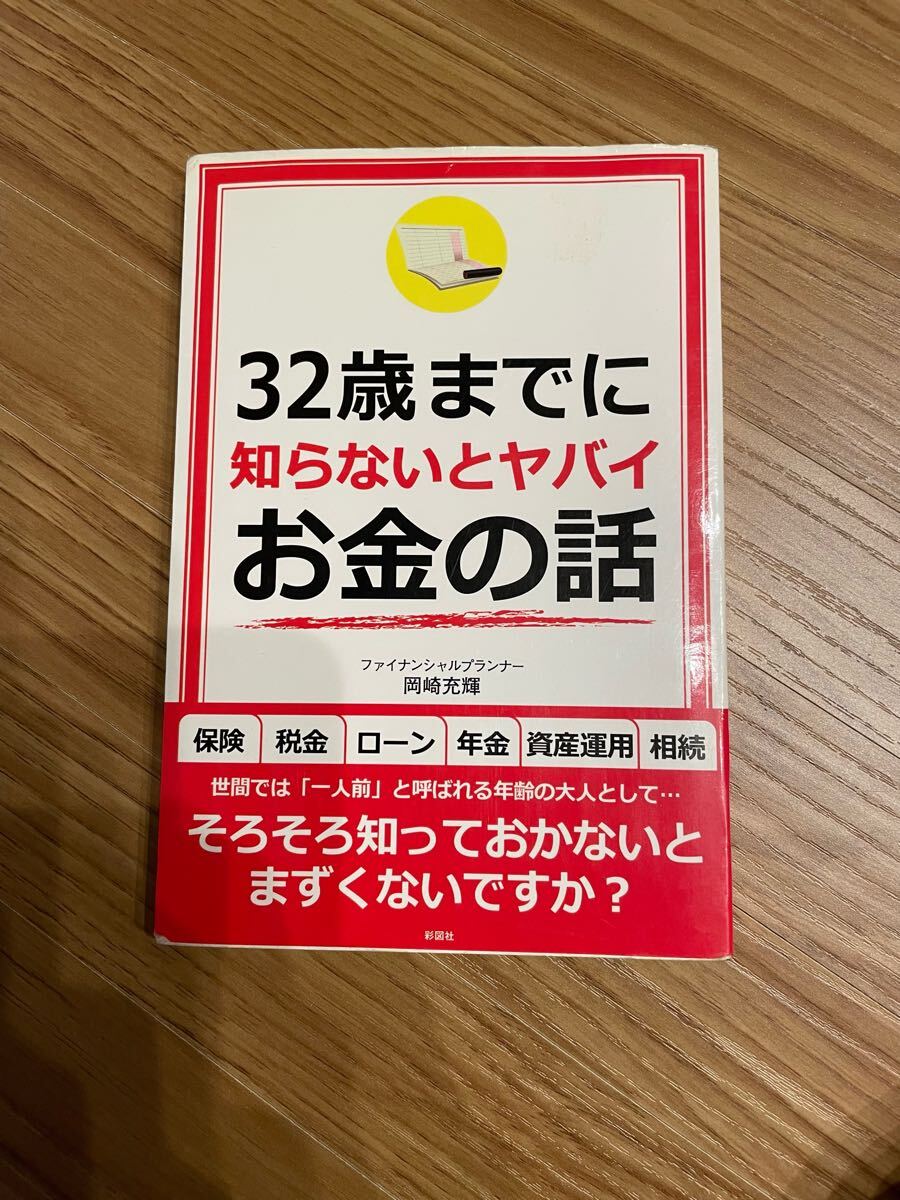 32歳までに
知らないとヤバイ
お金の話
ファイナンシャルプランナー
岡崎充輝
保険 税金 ローン 年金 資産運用 相続
世間では「一人前」と呼ばれる年齢の大人として…
そろそろ知っておかないと
まずくないですか？
彩図社